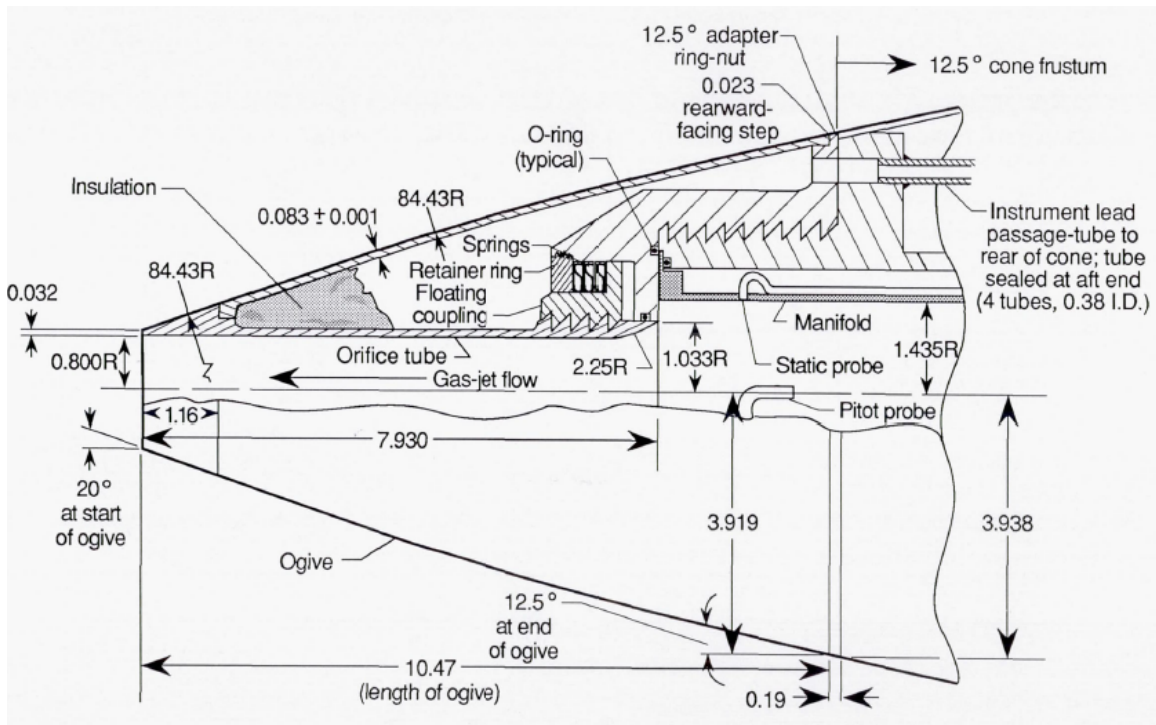 12.5° adapter
ring-nut
12.5° cone frustum
0.023
rearward-
facing step
O-ring
(typical)
Insulation
0.083 ± 0.001
84.43R
84.43R
Springs
Retainer ring
Floating
coupling
Instrument lead
passage-tube to
rear of cone; tube
sealed at aft end
(4 tubes, 0.38 I.D.)
0.032
0.800R
Orifice tube
2.25R
1.033R
Manifold
1.435R
Static probe
Gas-jet flow
Pitot probe
1.16
7.930
20°
at start
of ogive
3.919
3.938
Ogive
12.5°
at end
of ogive
10.47
(length of ogive)
0.19